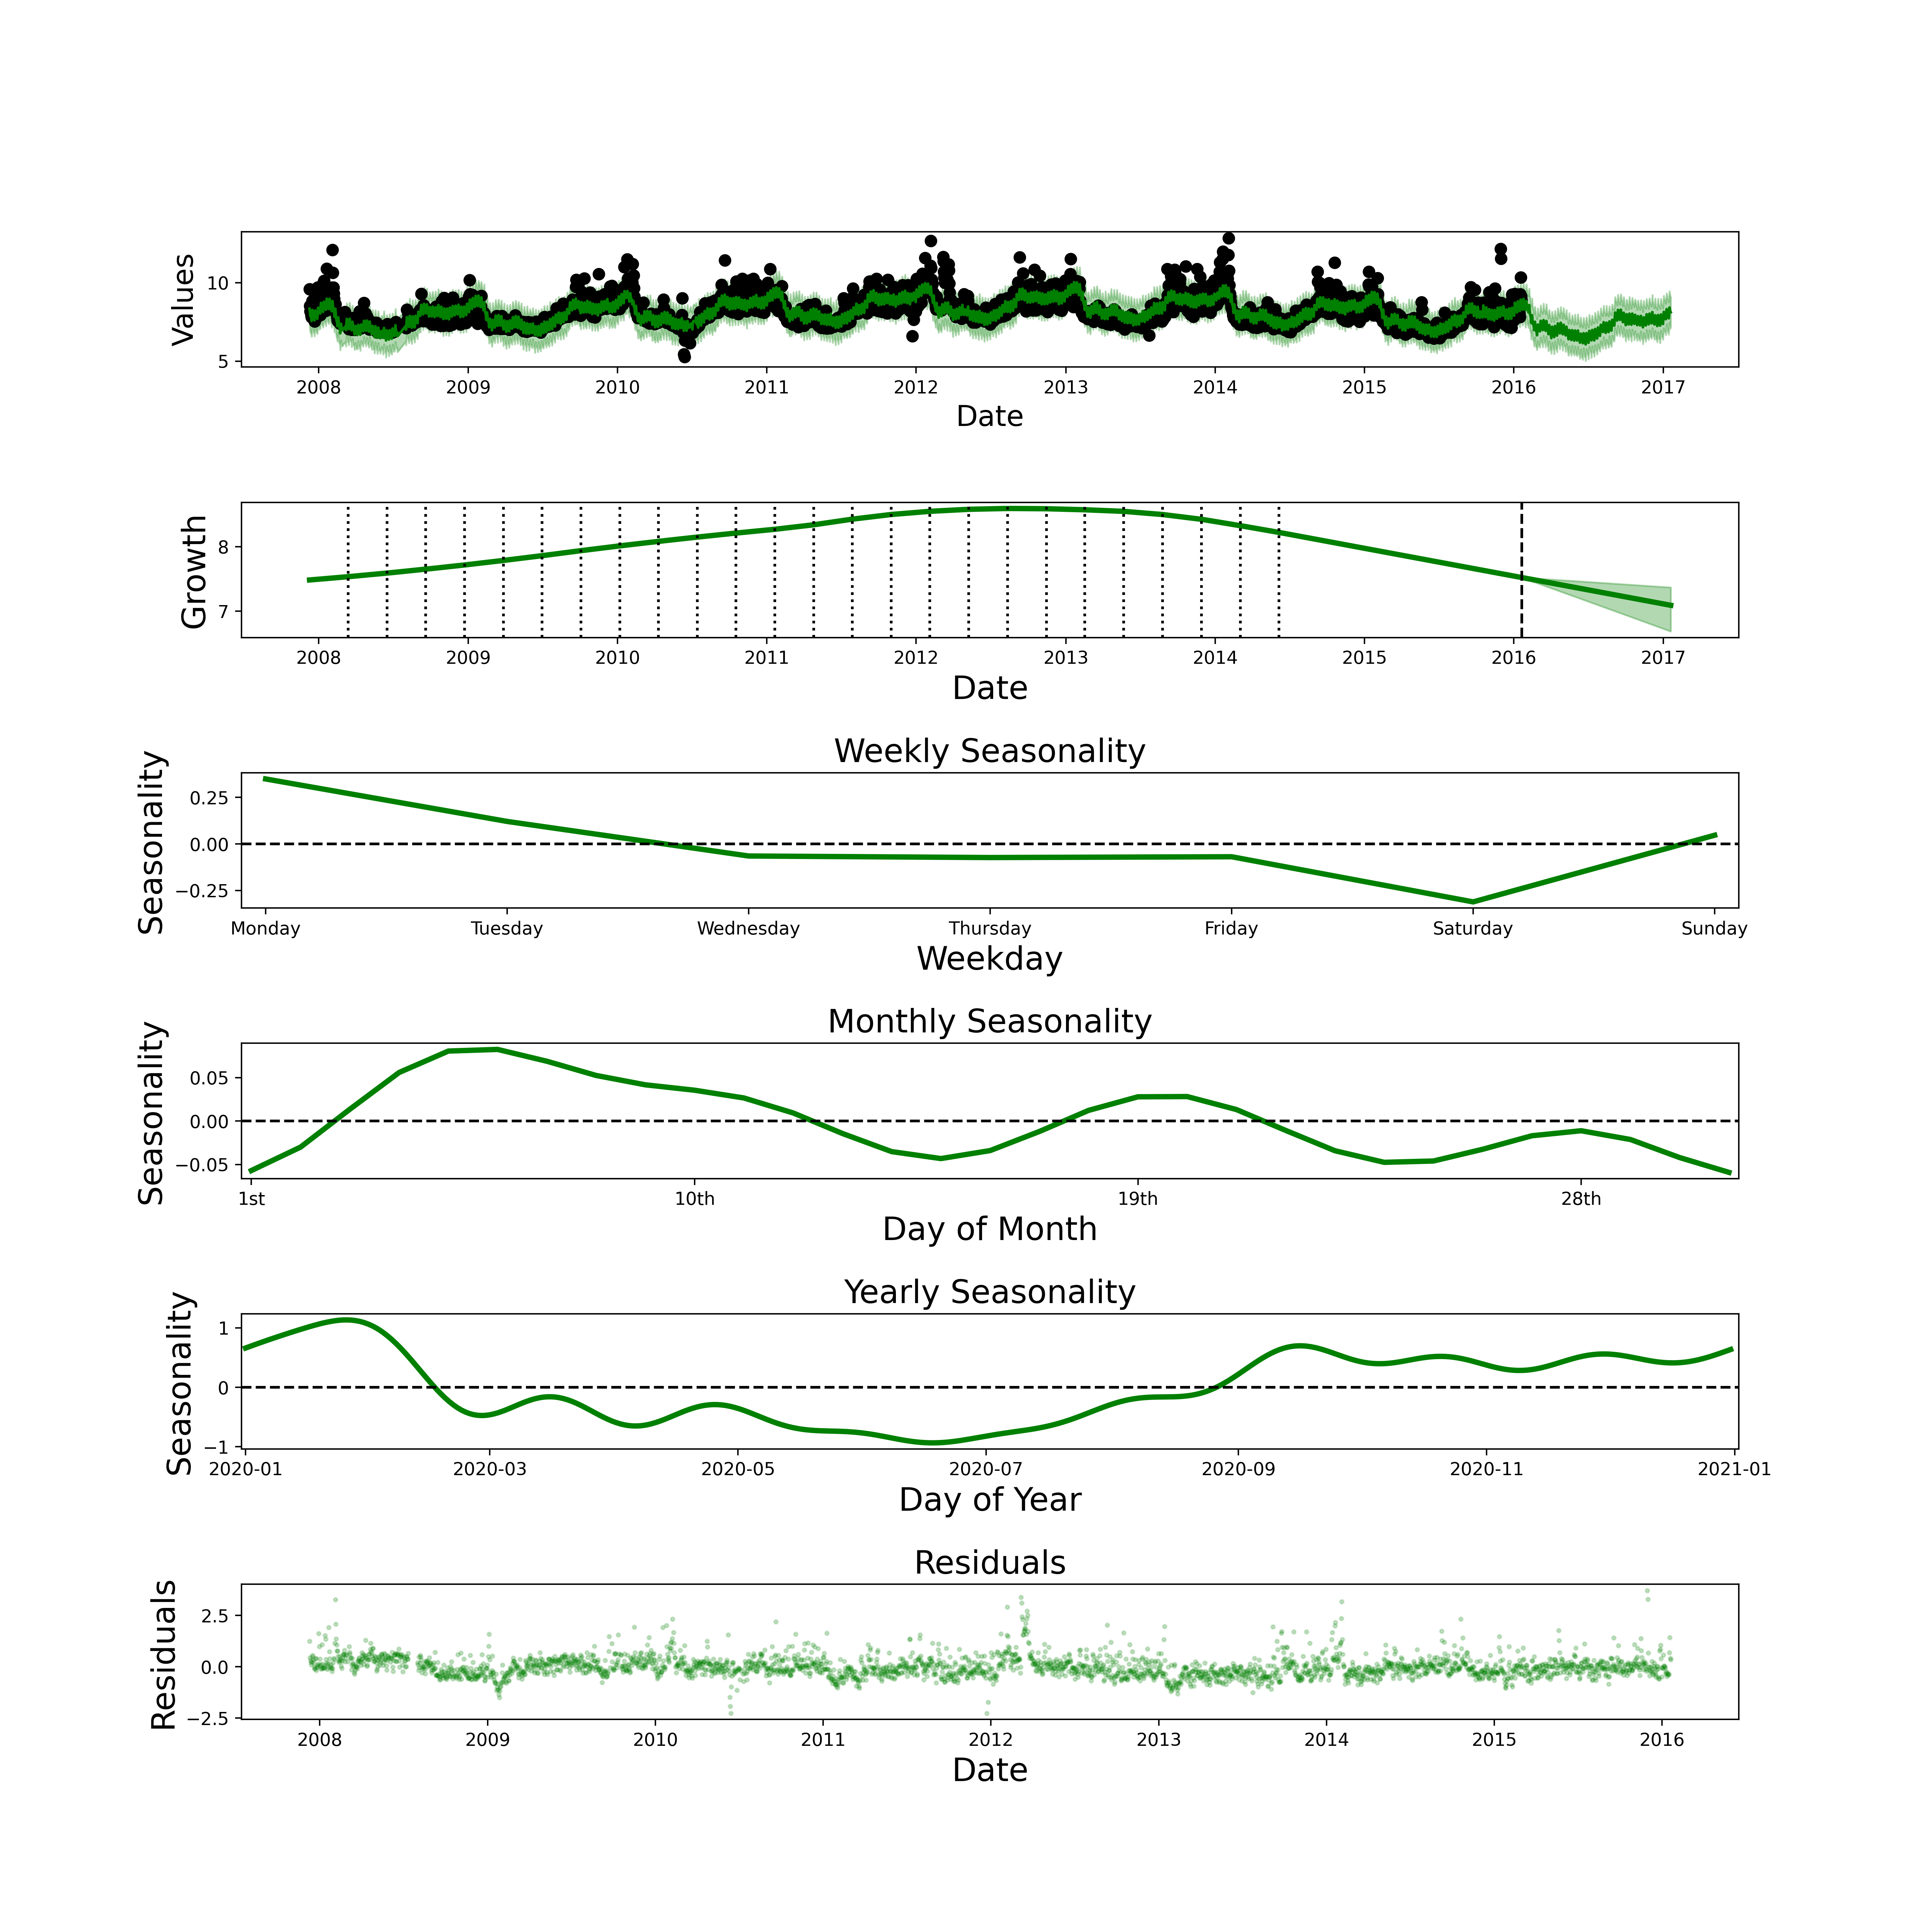 Values
10
5
2008 2009 2010 2011 2012 2013 2014 2015 2016 2017
Date
Growth
8
7
2008 2009 2010 2011 2012 2013 2014 2015 2016 2017
Date
Weekly Seasonality
Seasonality
0.25
0.00
−0.25
Monday Tuesday Wednesday Thursday Friday Saturday Sunday
Weekday
Monthly Seasonality
Seasonality
0.05
0.00
−0.05
1st 10th 19th 28th
Day of Month
Yearly Seasonality
Seasonality
1
0
−1
2020-01 2020-03 2020-05 2020-07 2020-09 2020-11 2021-01
Day of Year
Residuals
Residuals
2.5
0.0
−2.5
2008 2009 2010 2011 2012 2013 2014 2015 2016
Date